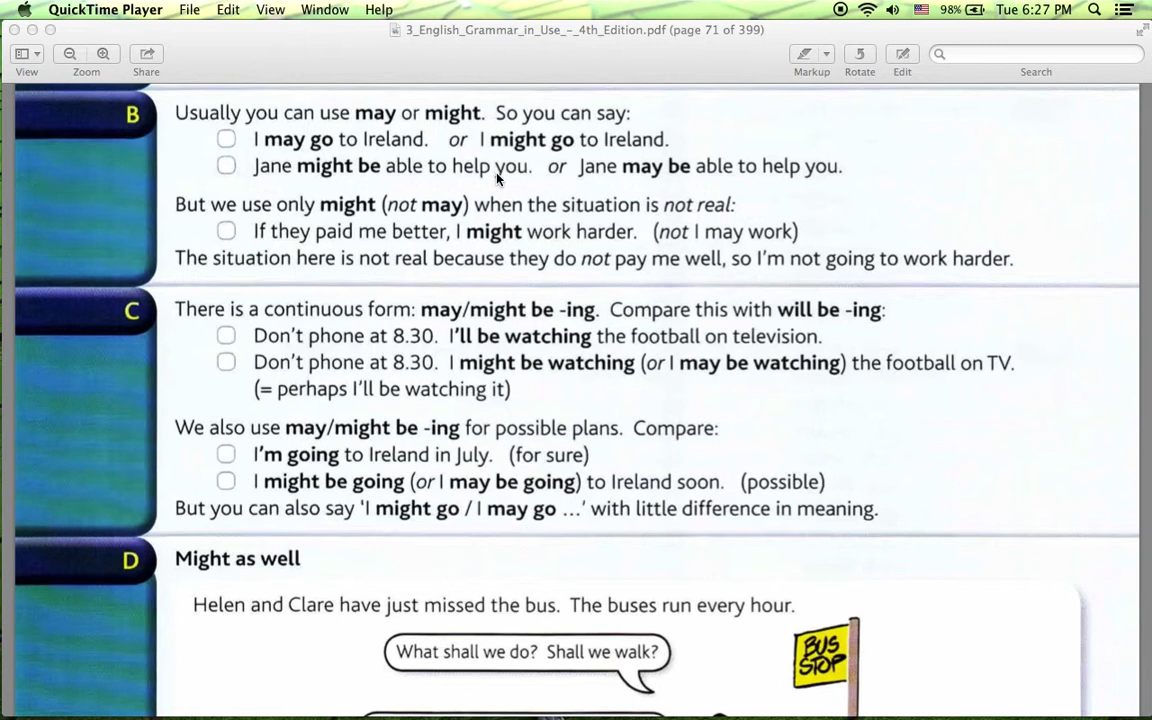 QuickTime Player File Edit View Window Help 98% Tue 6:27 PM
3_English_Grammar_in_Use_-_4th_Edition.pdf (page 71 of 399)
View Zoom Share Markup Rotate Edit Search
B
Usually you can use may or might. So you can say:
I may go to Ireland. or I might go to Ireland.
Jane might be able to help you. or Jane may be able to help you.
But we use only might (not may) when the situation is not real:
If they paid me better, I might work harder. (not I may work)
The situation here is not real because they do not pay me well, so I'm not going to work harder.
C
There is a continuous form: may/might be -ing. Compare this with will be -ing:
Don't phone at 8.30. I'll be watching the football on television.
Don't phone at 8.30. I might be watching (or I may be watching) the football on TV.
(= perhaps I'll be watching it)
We also use may/might be -ing for possible plans. Compare:
I'm going to Ireland in July. (for sure)
I might be going (or I may be going) to Ireland soon. (possible)
But you can also say 'I might go / I may go ...' with little difference in meaning.
D
Might as well
Helen and Clare have just missed the bus. The buses run every hour.
What shall we do? Shall we walk?
BUS
STOP